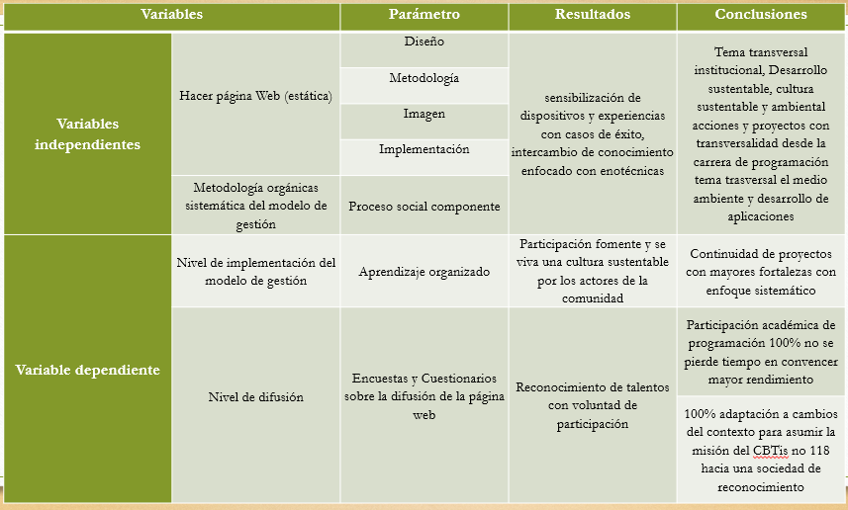 Variables
Parámetro
Resultados
Conclusiones
Variables
independientes
Hacer página Web (estática)
Diseño
Metodología
Imagen
Implementación
sensibilización de
dispositivos y experiencias
con casos de éxito,
intercambio de conocimiento
enfocado con enotécnicas
Tema transversal
institucional, Desarrollo
sustentable, cultura
sustentable y ambiental
acciones y proyectos con
transversalidad desde la
carrera de programación
tema trasversal el medio
ambiente y desarrollo de
aplicaciones
Metodología orgánicas
sistemática del modelo de
gestión
Proceso social componente
Variable dependiente
Nivel de implementación del
modelo de gestión
Aprendizaje organizado
Participación fomente y se
viva una cultura sustentable
por los actores de la
comunidad
Continuidad de proyectos
con mayores fortalezas con
enfoque sistemático
Nivel de difusión
Encuestas y Cuestionarios
sobre la difusión de la página
web
Reconocimiento de talentos
con voluntad de
participación
Participación académica de
programación 100% no se
pierde tiempo en convencer
mayor rendimiento
100% adaptación a cambios
del contexto para asumir la
misión del CBTis no 118
hacia una sociedad de
reconocimiento